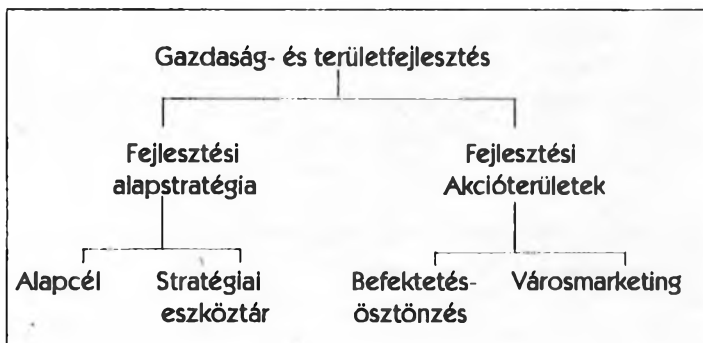 Gazdaság- és területfejlesztés
Fejlesztési
alapstratégia
Fejlesztési
Akcióterületek
Alapcél
Stratégiai
eszköztár
Befektetés-
ösztönzés
Városmarketing